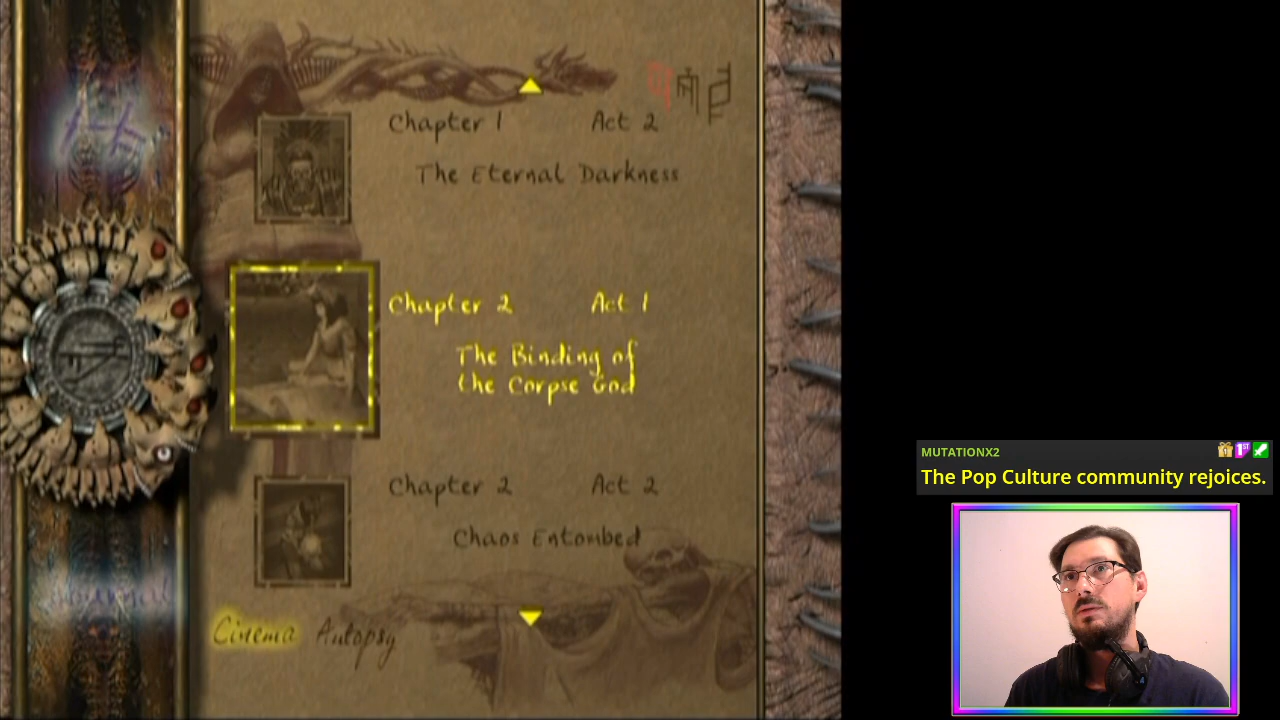 Chapter 1 Act 2
The Eternal Darkness
Chapter 2 Act 1
The Binding of
the Corpse God
Chapter 2 Act 2
Chaos Entombed
Cinema Autopsy
MUTATIONX2
1ST
The Pop Culture community rejoices.